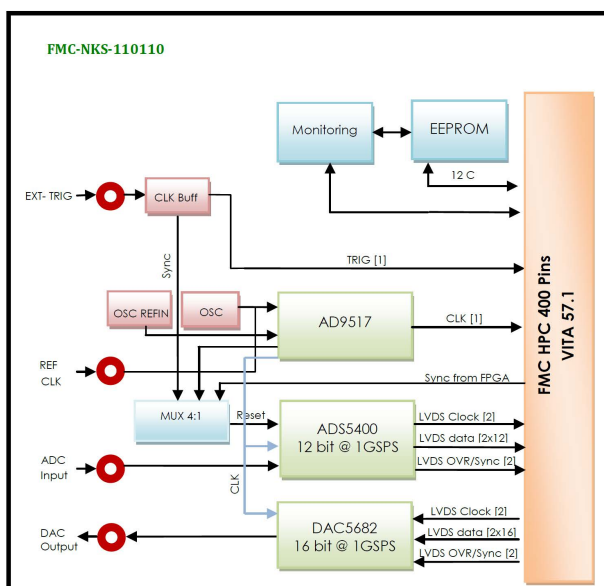 FMC-NKS-110110
Monitoring
EEPROM
12 C
EXT- TRIG
CLK Buff
Sync
TRIG [1]
OSC REFIN
OSC
AD9517
CLK [1]
REF
CLK
Sync from FPGA
MUX 4:1
Reset
ADS5400
12 bit @ 1GSPS
LVDS Clock [2]
LVDS data [2x12]
LVDS OVR/Sync [2]
ADC
Input
CLK
DAC5682
16 bit @ 1GSPS
LVDS Clock [2]
LVDS data [2x16]
LVDS OVR/Sync [2]
DAC
Output
FMC HPC 400 Pins
VITA 57.1